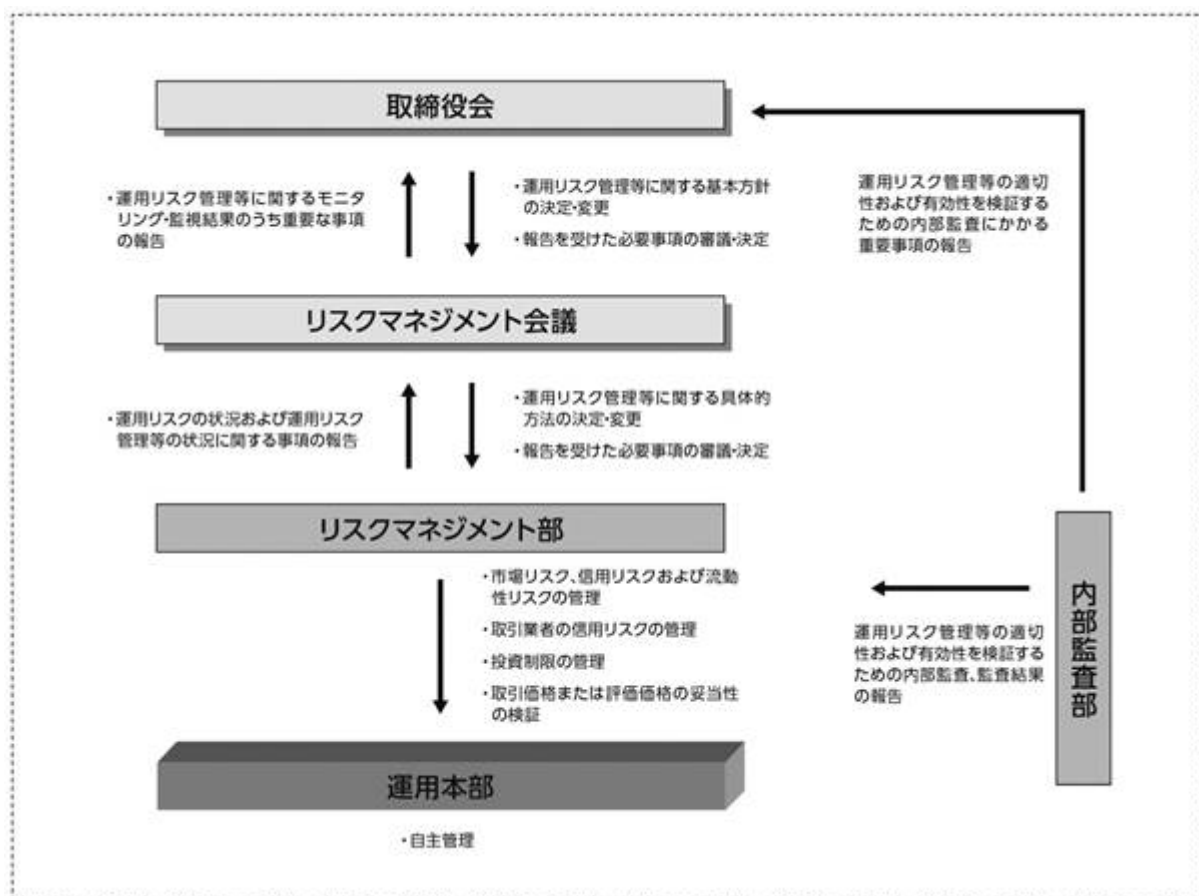 取締役会
・運用リスク管理等に関するモニタ
リング・監視結果のうち重要な事項
の報告
・運用リスク管理等に関する基本方針
の決定・変更
・報告を受けた必要事項の審議・決定
運用リスク管理等の適切
性および有効性を検証する
ための内部監査にかかる
重要事項の報告
リスクマネジメント会議
・運用リスクの状況および運用リスク
管理等の状況に関する事項の報告
・運用リスク管理等に関する具体的
方法の決定・変更
・報告を受けた必要事項の審議・決定
リスクマネジメント部
・市場リスク、信用リスクおよび流動
性リスクの管理
・取引業者の信用リスクの管理
・投資制限の管理
・取引価格または評価価格の妥当性
の検証
運用リスク管理等の適切
性および有効性を検証する
ための内部監査、監査結果
の報告
内部監査部
運用本部
・自主管理